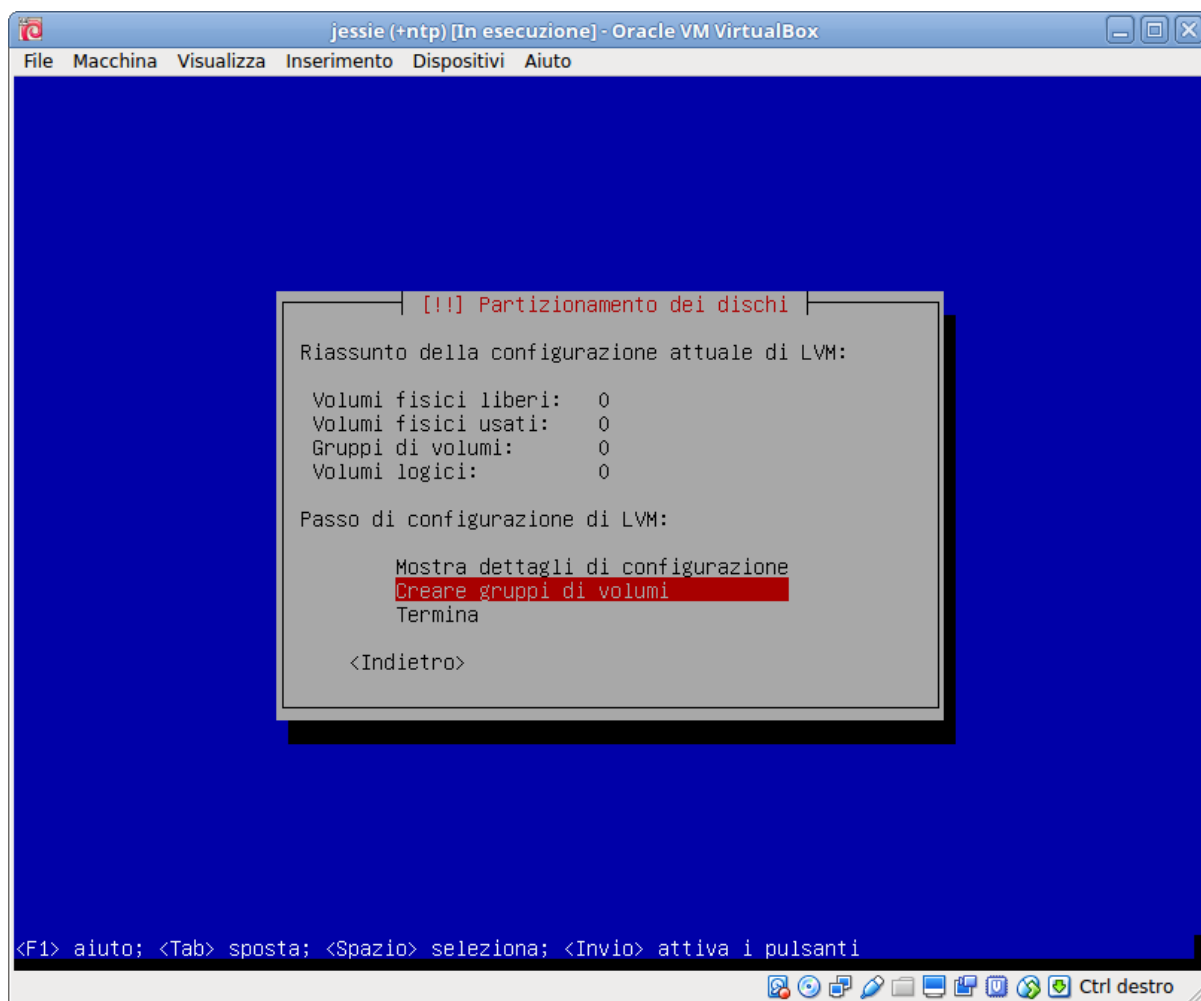 jessie (+ntp) [In esecuzione] - Oracle VM VirtualBox
File Macchina Visualizza Inserimento Dispositivi Aiuto
[!!] Partizionamento dei dischi
Riassunto della configurazione attuale di LVM:
Volumi fisici liberi: 0
Volumi fisici usati: 0
Gruppi di volumi: 0
Volumi logici: 0
Passo di configurazione di LVM:
Mostra dettagli di configurazione
Creare gruppi di volumi
Termina
<Indietro>
<F1> aiuto; <Tab> sposta; <Spazio> seleziona; <Invio> attiva i pulsanti
Ctrl destro